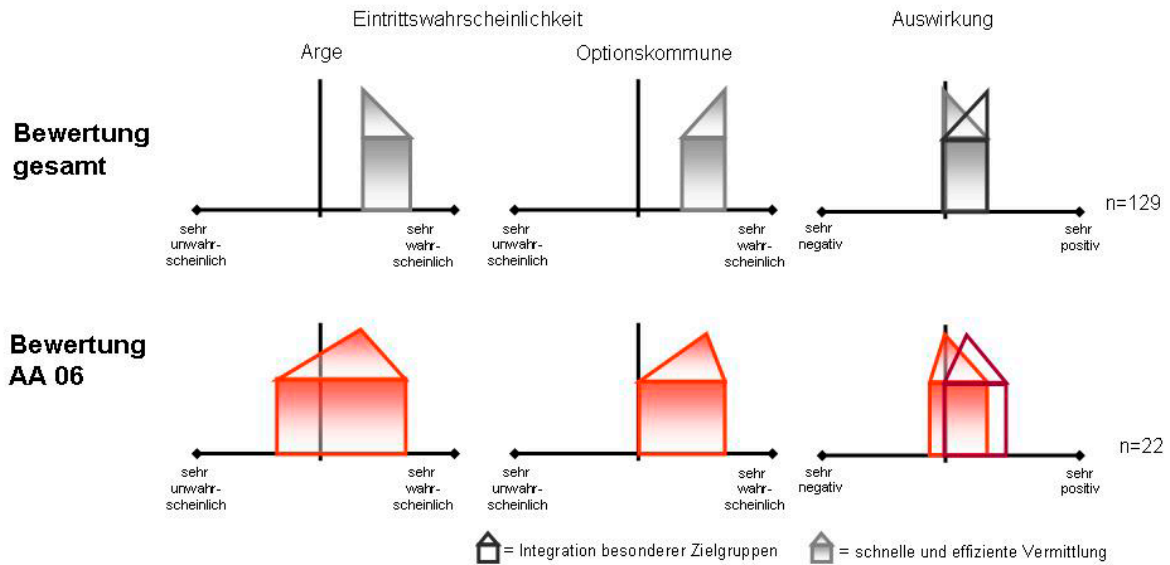 Eintrittswahrscheinlichkeit
Auswirkung
Arge
Optionskommune
Bewertung
gesamt
sehr
unwahr-
scheinlich
sehr
wahr-
scheinlich
sehr
unwahr-
scheinlich
sehr
wahr-
scheinlich
sehr
negativ
sehr
positiv
n=129
Bewertung
AA 06
sehr
unwahr-
scheinlich
sehr
wahr-
scheinlich
sehr
unwahr-
scheinlich
sehr
wahr-
scheinlich
sehr
negativ
sehr
positiv
n=22
= Integration besonderer Zielgruppen
= schnelle und effiziente Vermittlung